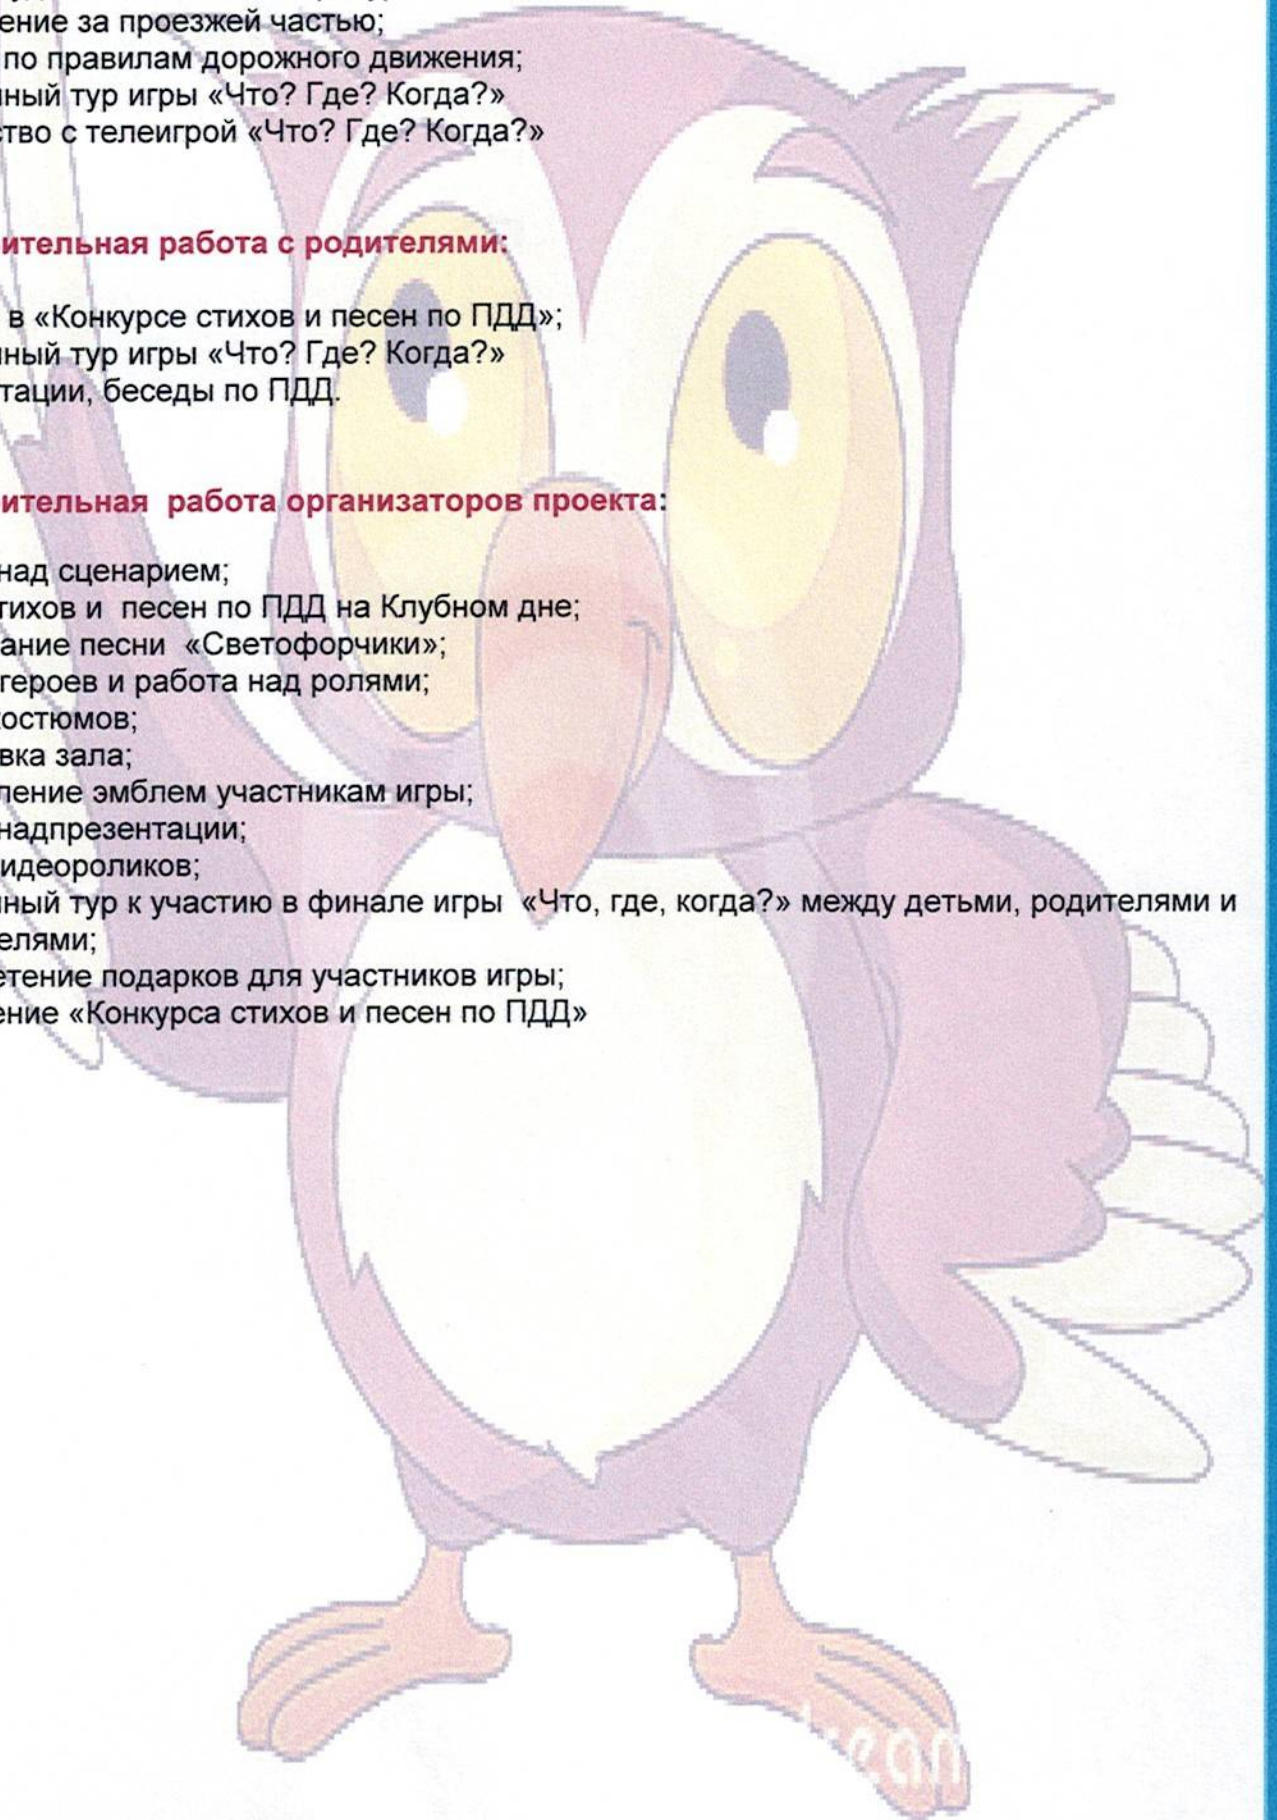 ение за проезжей частью;
по правилам дорожного движения;
ный тур игры «Что? Где? Когда?»
ство с телеигрой «Что? Где? Когда?»
ительная работа с родителями:
в «Конкурсе стихов и песен по ПДД»;
ный тур игры «Что? Где? Когда?»
тации, беседы по ПДД.
ительная работа организаторов проекта:
над сценарием;
тихов и песен по ПДД на Клубном дне;
ание песни «Светофорчики»;
героев и работа над ролями;
костюмов;
вка зала;
ление эмблем участникам игры;
надпрезентации;
идеороликов;
ный тур к участию в финале игры «Что, где, когда?» между детьми, родителями и
елями;
етение подарков для участников игры;
ение «Конкурса стихов и песен по ПДД»